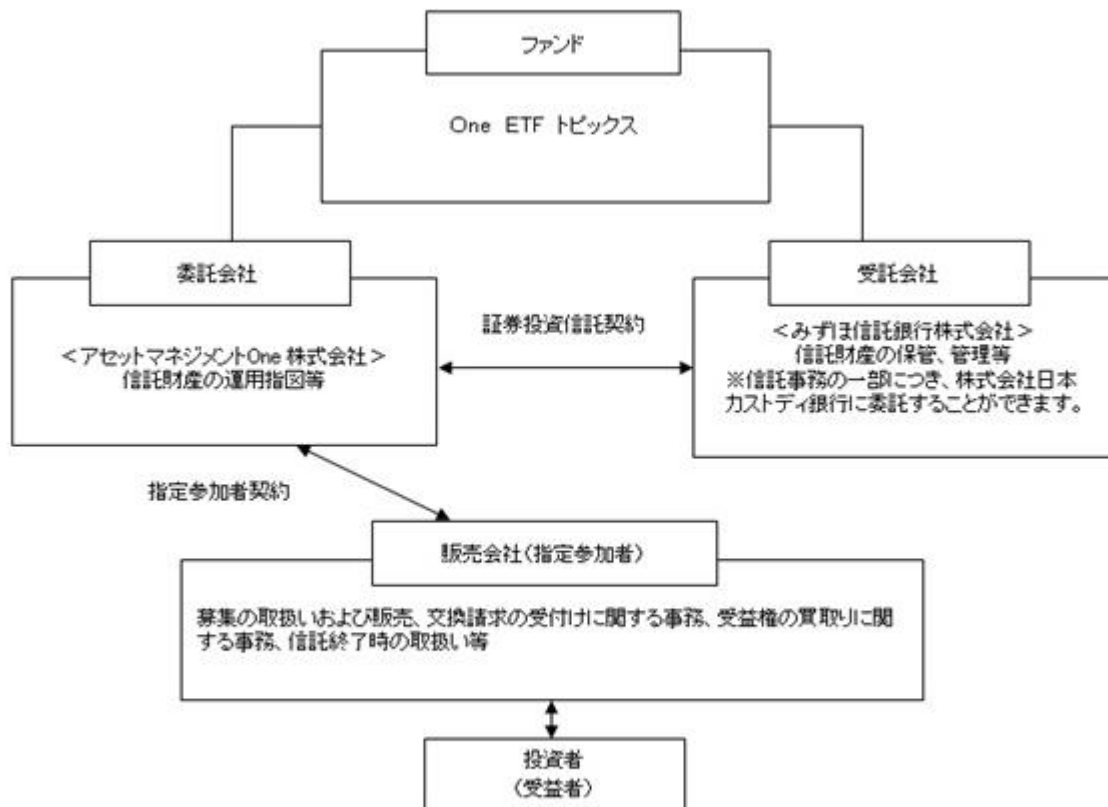 ファンド
One ETF トピックス
委託会社
受託会社
<アセットマネジメントOne 株式会社>
信託財産の運用指図等
証券投資信託契約
<みずほ信託銀行株式会社>
信託財産の保管、管理等
※信託事務の一部につき、株式会社日本
カストディ銀行に委託することができます。
指定参加者契約
販売会社(指定参加者)
募集の取扱いおよび販売、交換請求の受付けに関する事務、受益権の買取りに関
する事務、信託終了時の取扱い等
投資者
(受益者)